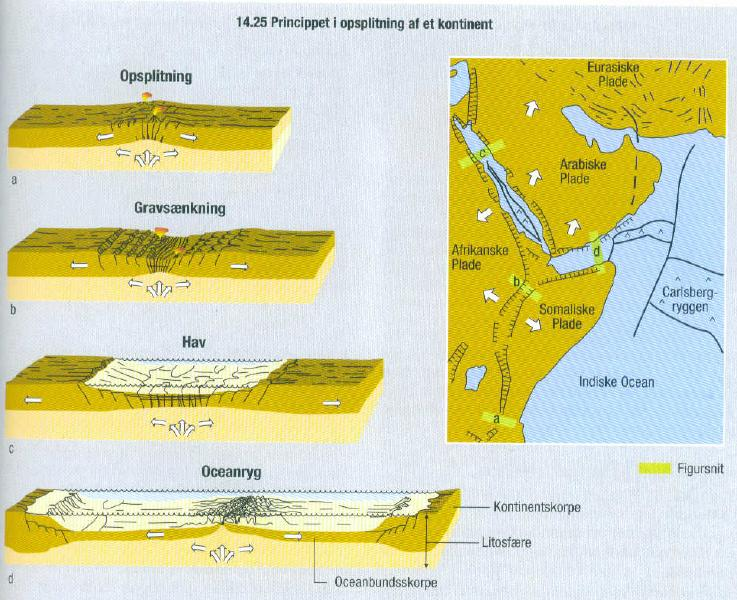 14.25 Princippet i opsplitning af et kontinent
Opsplitning
a
Gravsænkning
b
Hav
c
Oceanryg
d
Kontinentskorpe
Litosfære
Oceanbundsskorpe
Eurasiske
Plade
c
Arabiske
Plade
Afrikanske
Plade
d
b
Somaliske
Plade
Carlsberg-
ryggen
Indiske Ocean
a
Figursnit